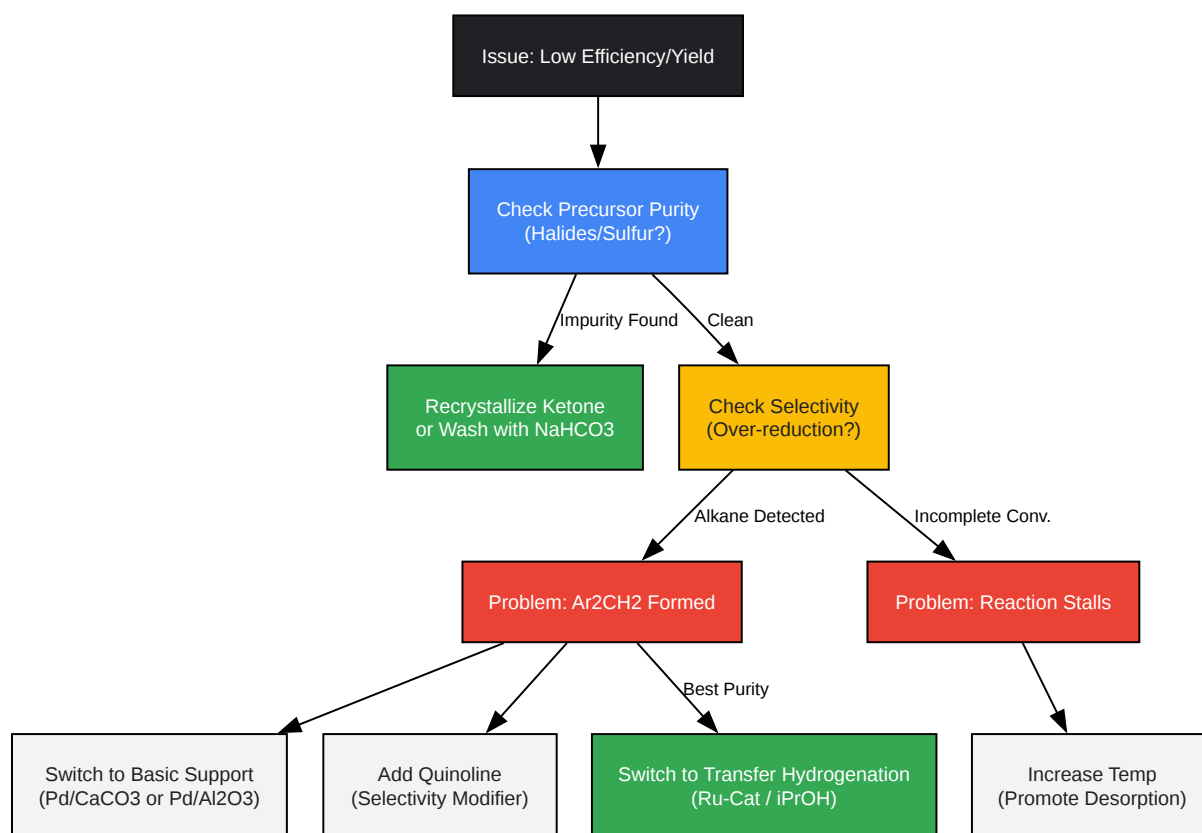 Issue: Low Efficiency/Yield
Check Precursor Purity
(Halides/Sulfur?)
Impurity Found
Clean
Recrystallize Ketone
or Wash with NaHCO3
Check Selectivity
(Over-reduction?)
Alkane Detected
Incomplete Conv.
Problem: Ar2CH2 Formed
Problem: Reaction Stalls
Best Purity
Switch to Basic Support
(Pd/CaCO3 or Pd/Al2O3)
Add Quinoline
(Selectivity Modifier)
Switch to Transfer Hydrogenation
(Ru-Cat / iPrOH)
Increase Temp
(Promote Desorption)